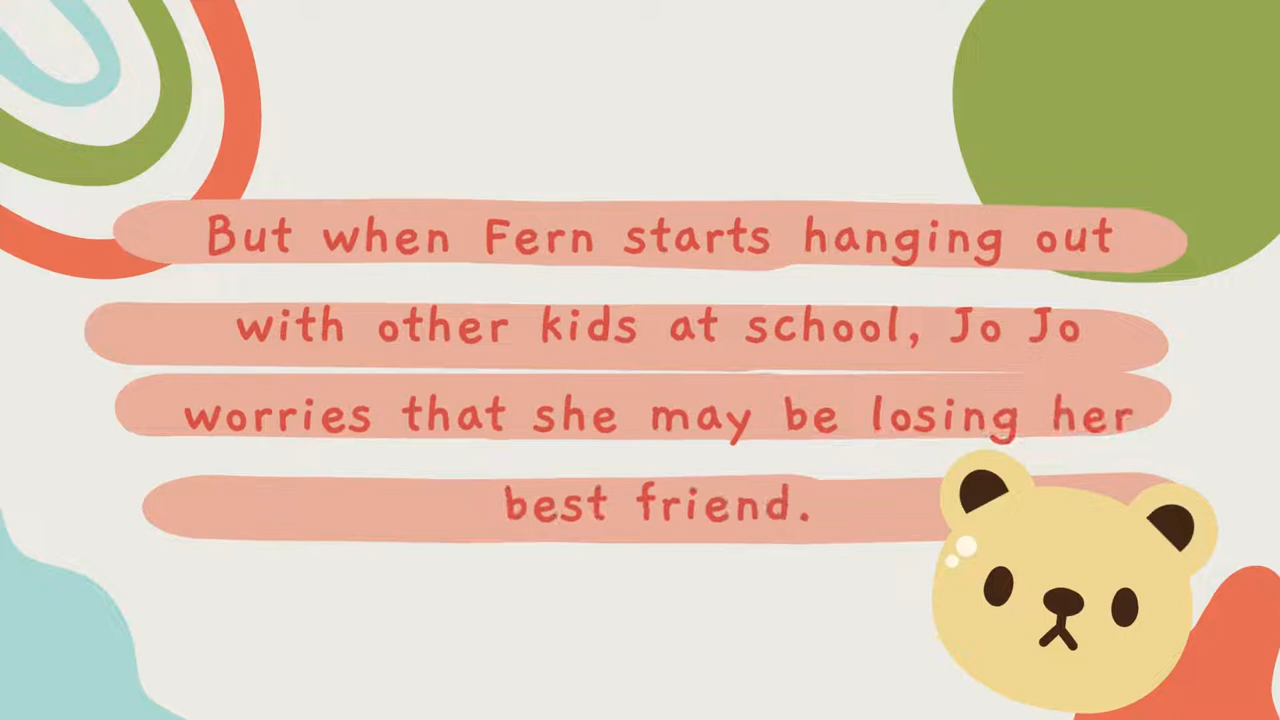 But when Fern starts hanging out
with other kids at school, Jo Jo
worries that she may be losing her
best friend.